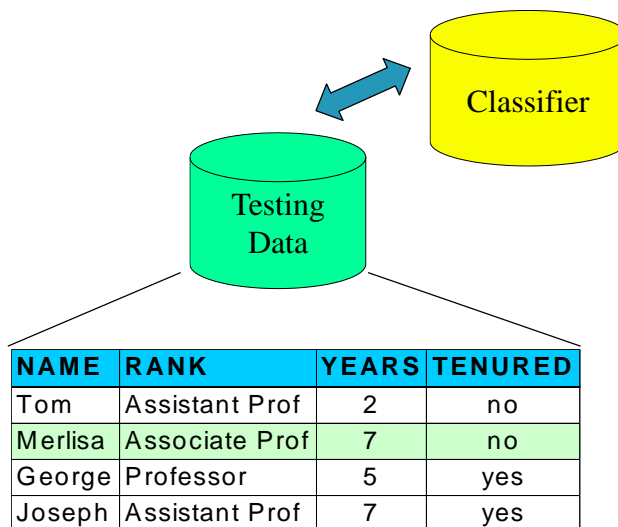 Classifier
Testing
Data
NAME RANK YEARS TENURED
Tom Assistant Prof 2 no
Merlisa Associate Prof 7 no
George Professor 5 yes
Joseph Assistant Prof 7 yes